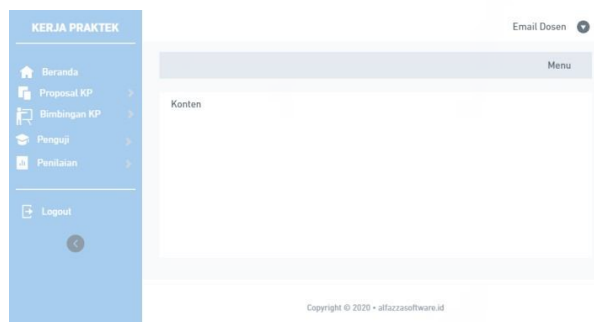 KERJA PRAKTEK
Email Dosen
Menu
Beranda
Proposal KP
Bimbingan KP
Penguji
Penilaian
Logout
Konten
Copyright © 2020 • alfazzasoftware.id